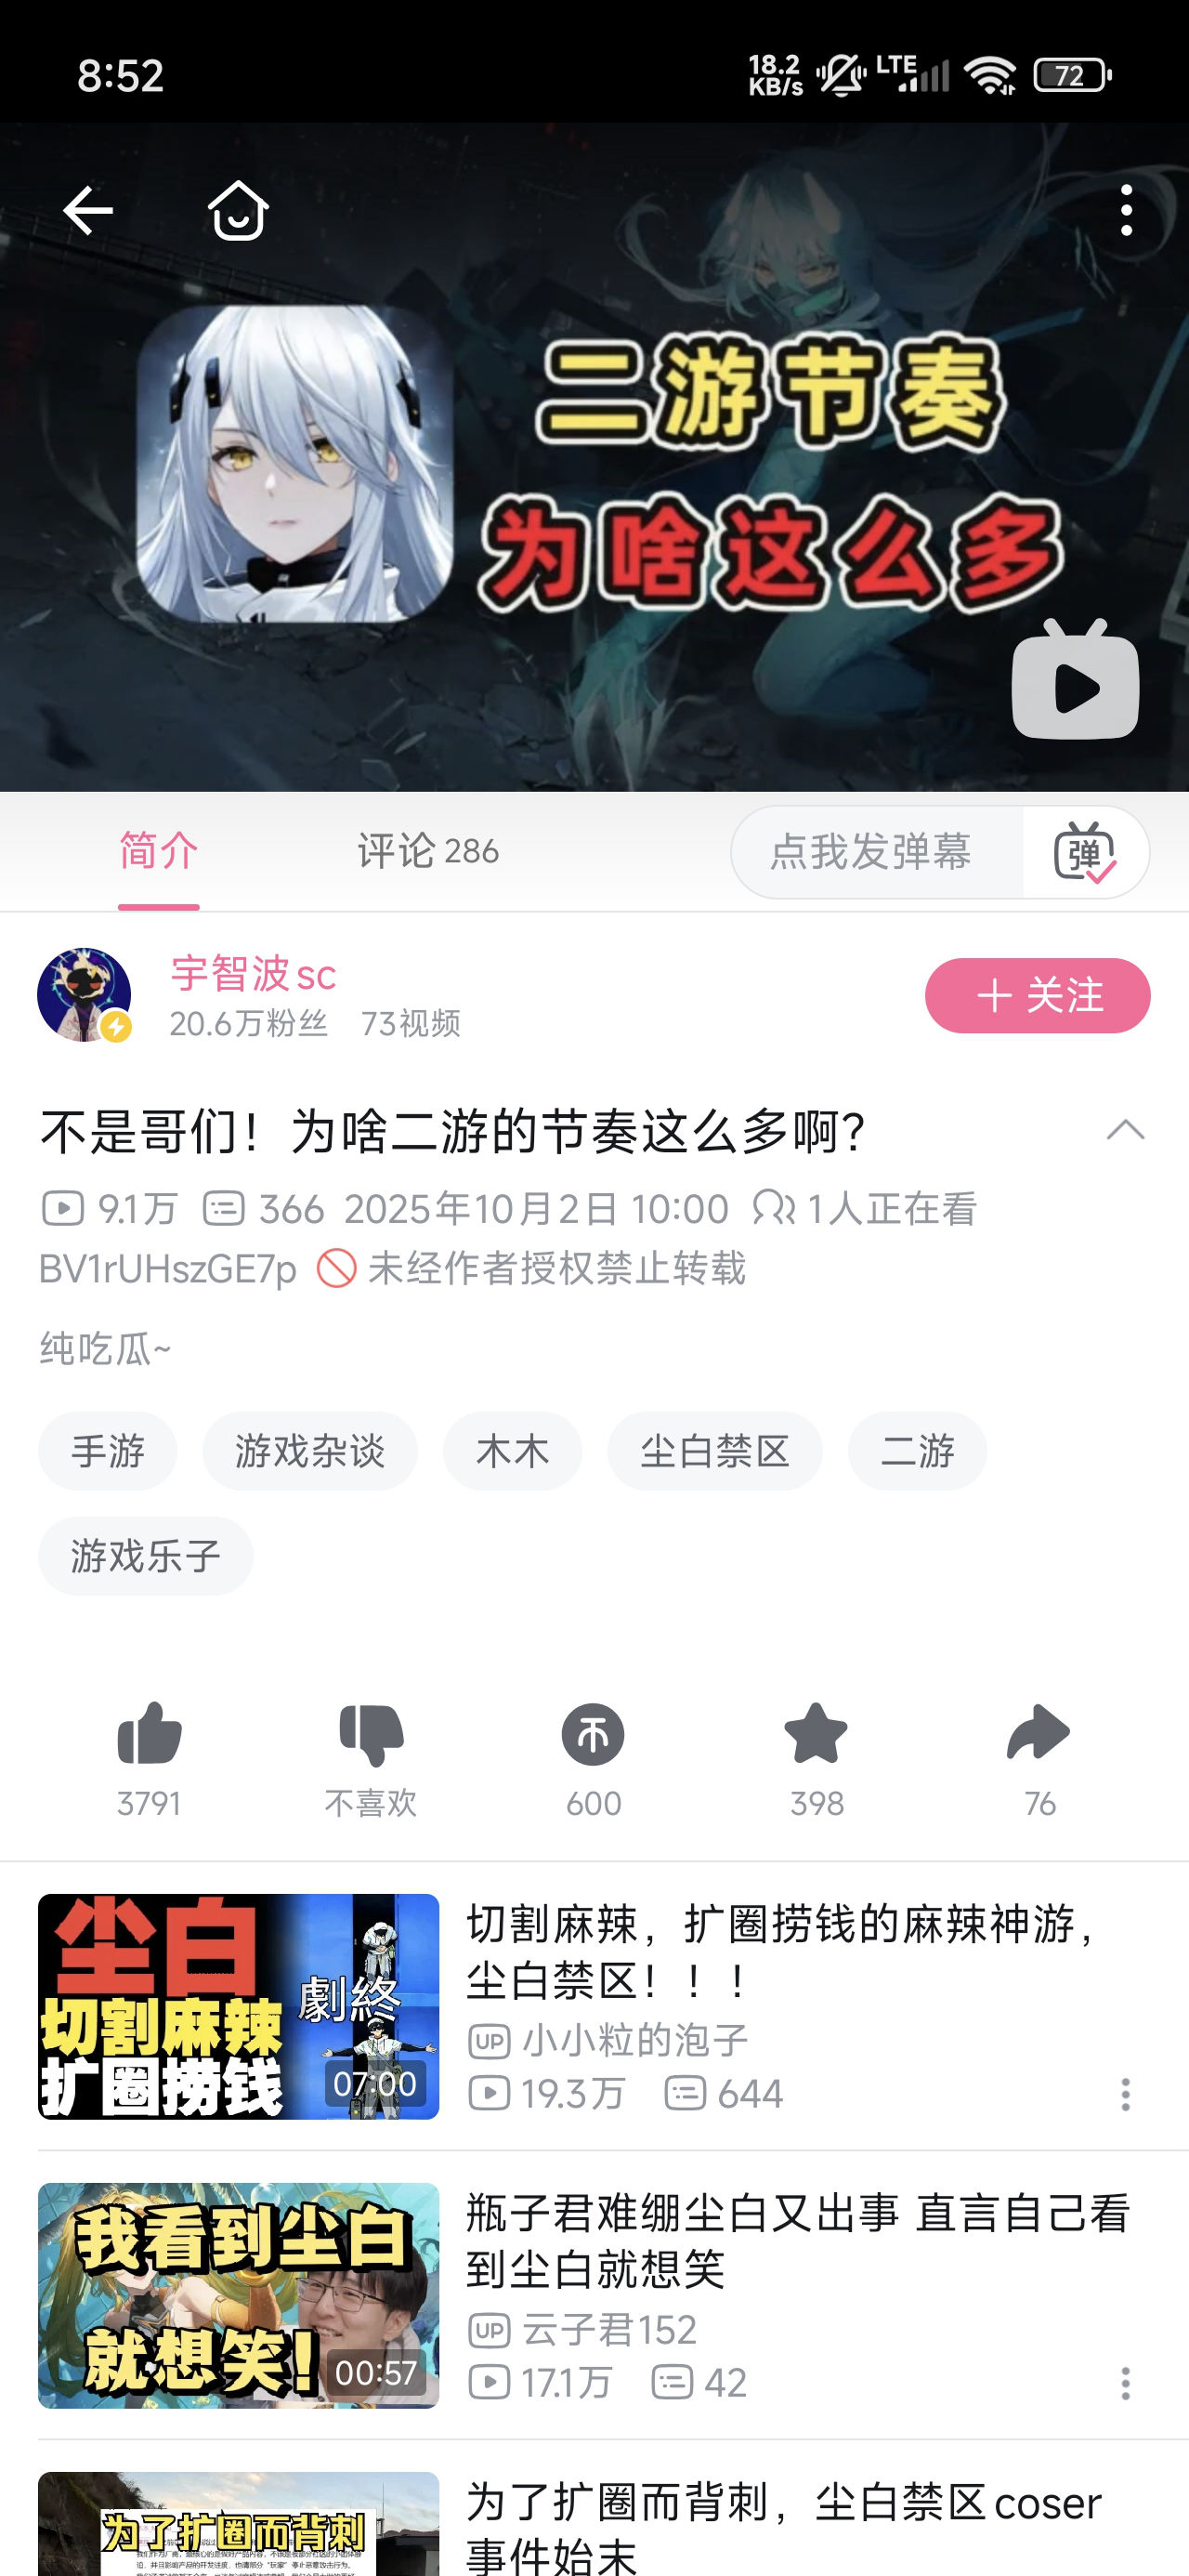 8:52
18.2
KB/s
LTE
72
二游节奏
为啥这么多
简介
评论 286
点我发弹幕
弹
宇智波sc
20.6万粉丝 73视频
+ 关注
不是哥们！为啥二游的节奏这么多啊？
9.1万 366 2025年10月2日 10:00 1人正在看
BV1rUHszGE7p 未经作者授权禁止转载
纯吃瓜~
手游 游戏杂谈 木木 尘白禁区 二游
游戏乐子
3791 不喜欢 600 398 76
尘白
切割麻辣
扩圈捞钱
劇終
07:00
切割麻辣，扩圈捞钱的麻辣神游，
尘白禁区！！！
UP 小小粒的泡子
19.3万 644
我看到尘白
就想笑！
00:57
瓶子君难绷尘白又出事 直言自己看
到尘白就想笑
UP 云子君152
17.1万 42
为了扩圈而背刺
为了扩圈而背刺，尘白禁区coser
事件始末